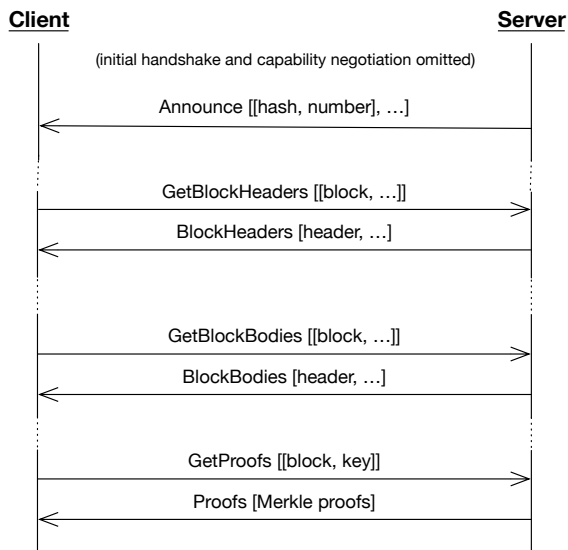 Client
Server
(initial handshake and capability negotiation omitted)
Announce [[hash, number], …]
GetBlockHeaders [[block, …]]
BlockHeaders [header, …]
GetBlockBodies [[block, …]]
BlockBodies [header, …]
GetProofs [[block, key]]
Proofs [Merkle proofs]